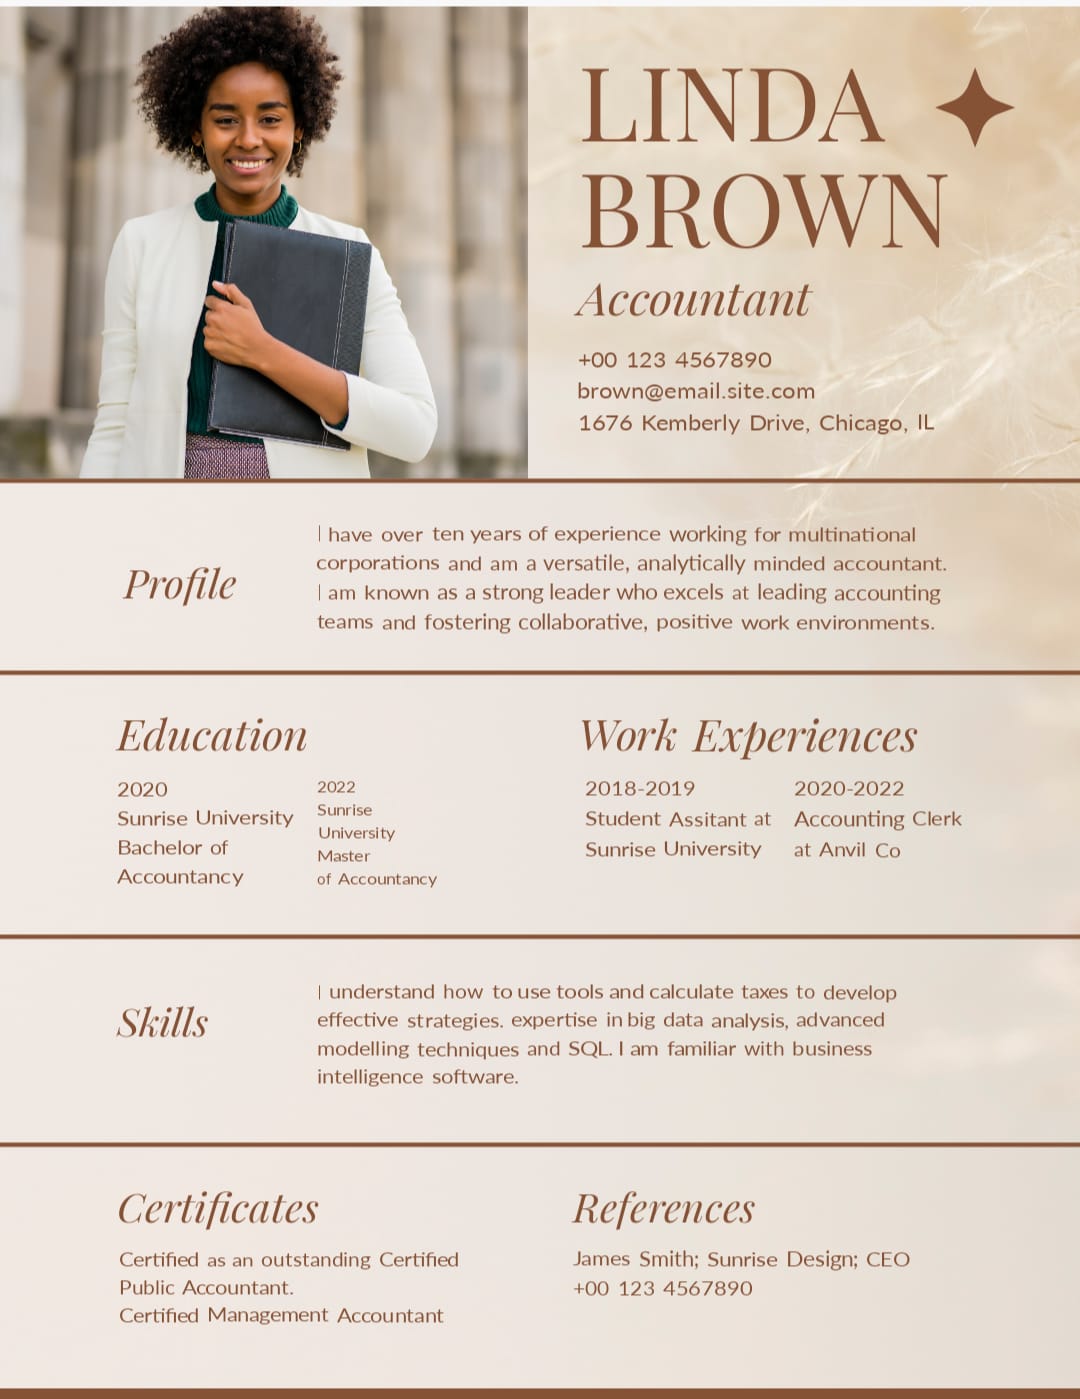 LINDA
BROWN
Accountant
+00 123 4567890
brown@email.site.com
1676 Kemberly Drive, Chicago, IL
Profile
I have over ten years of experience working for multinational
corporations and am a versatile, analytically minded accountant.
I am known as a strong leader who excels at leading accounting
teams and fostering collaborative, positive work environments.
Education
2020
Sunrise University
Bachelor of
Accountancy
2022
Sunrise
University
Master
of Accountancy
Work Experiences
2018-2019
Student Assitant at
Sunrise University
2020-2022
Accounting Clerk
at Anvil Co
Skills
I understand how to use tools and calculate taxes to develop
effective strategies. expertise in big data analysis, advanced
modelling techniques and SQL. I am familiar with business
intelligence software.
Certificates
Certified as an outstanding Certified
Public Accountant.
Certified Management Accountant
References
James Smith; Sunrise Design; CEO
+00 123 4567890